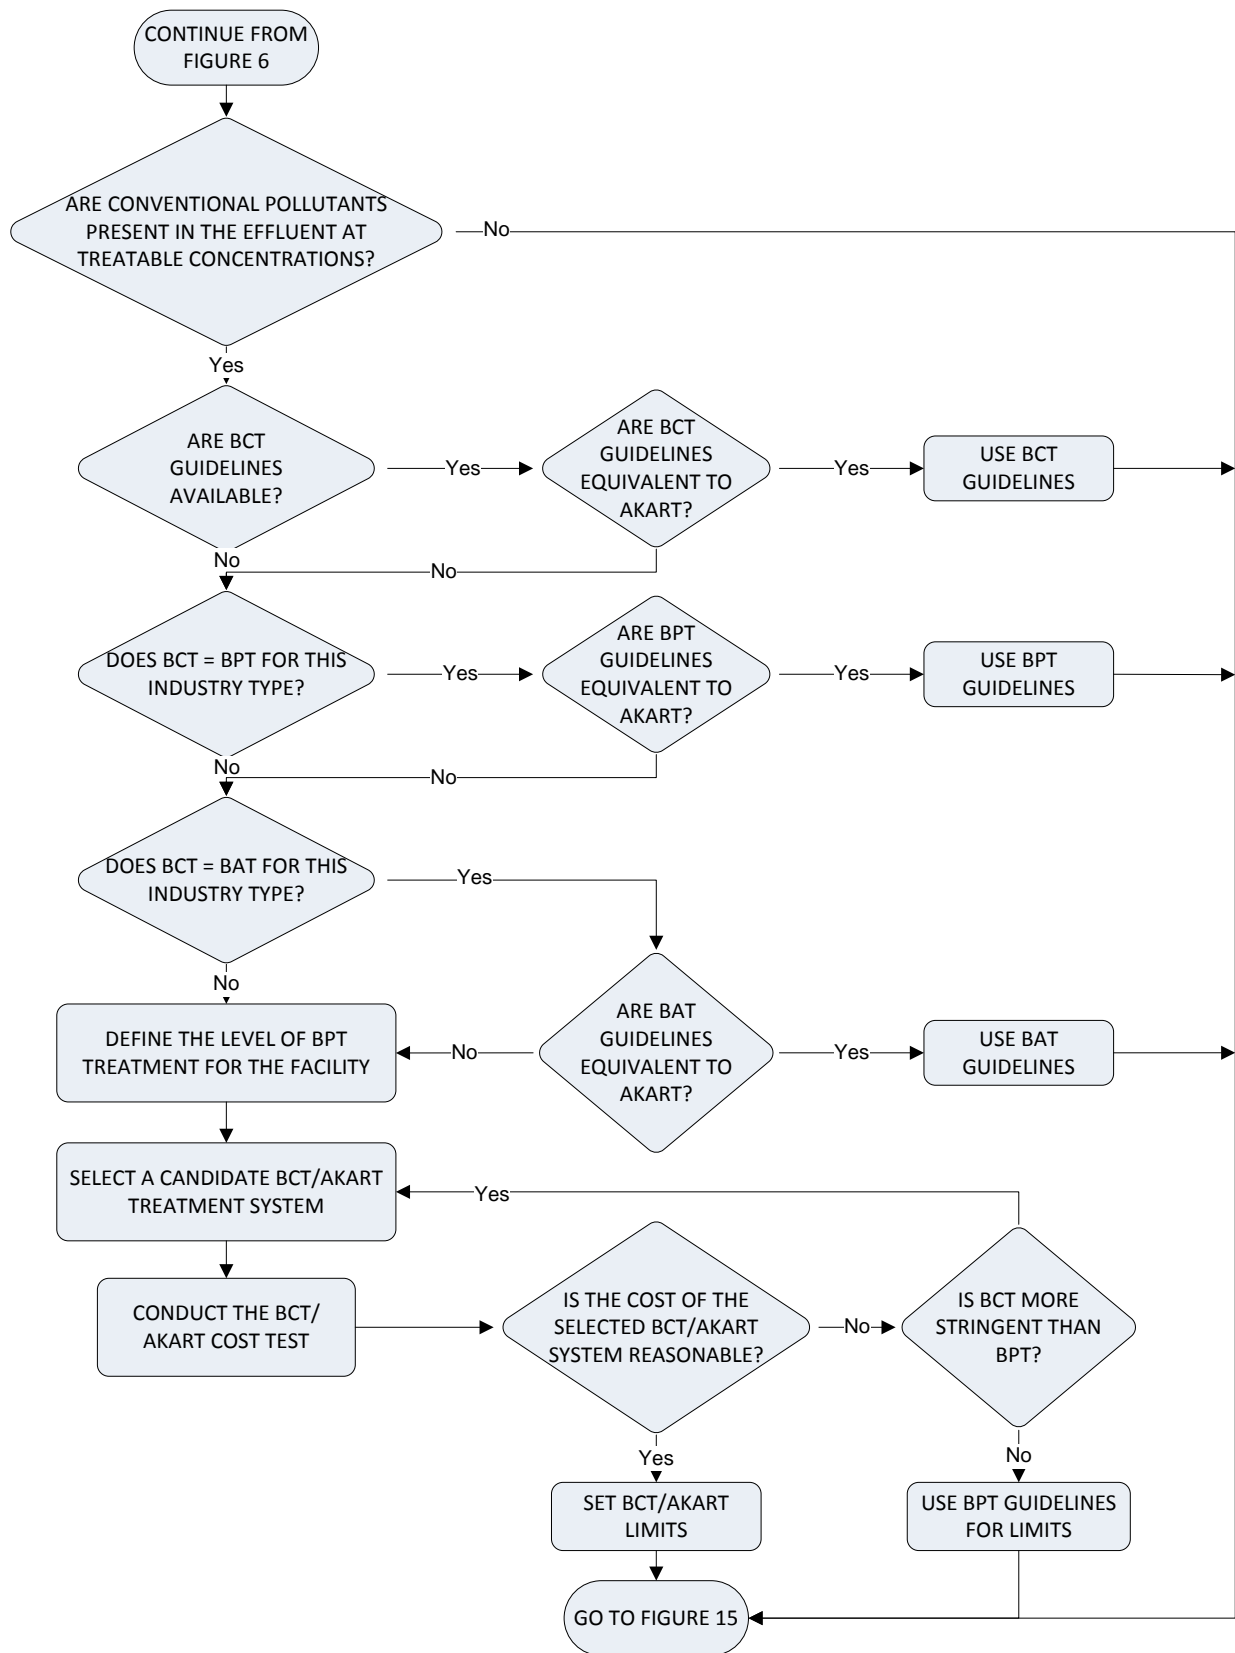 CONTINUE FROM
FIGURE 6
ARE CONVENTIONAL POLLUTANTS
PRESENT IN THE EFFLUENT AT
TREATABLE CONCENTRATIONS?
No
Yes
ARE BCT
GUIDELINES
AVAILABLE?
Yes
ARE BCT
GUIDELINES
EQUIVALENT TO
AKART?
Yes
USE BCT
GUIDELINES
No
No
DOES BCT = BPT FOR THIS
INDUSTRY TYPE?
Yes
ARE BPT
GUIDELINES
EQUIVALENT TO
AKART?
Yes
USE BPT
GUIDELINES
No
No
DOES BCT = BAT FOR THIS
INDUSTRY TYPE?
Yes
No
ARE BAT
GUIDELINES
EQUIVALENT TO
AKART?
No
Yes
USE BAT
GUIDELINES
DEFINE THE LEVEL OF BPT
TREATMENT FOR THE FACILITY
SELECT A CANDIDATE BCT/AKART
TREATMENT SYSTEM
Yes
CONDUCT THE BCT/
AKART COST TEST
IS THE COST OF THE
SELECTED BCT/AKART
SYSTEM REASONABLE?
No
IS BCT MORE
STRINGENT THAN
BPT?
Yes
No
SET BCT/AKART
LIMITS
USE BPT GUIDELINES
FOR LIMITS
GO TO FIGURE 15